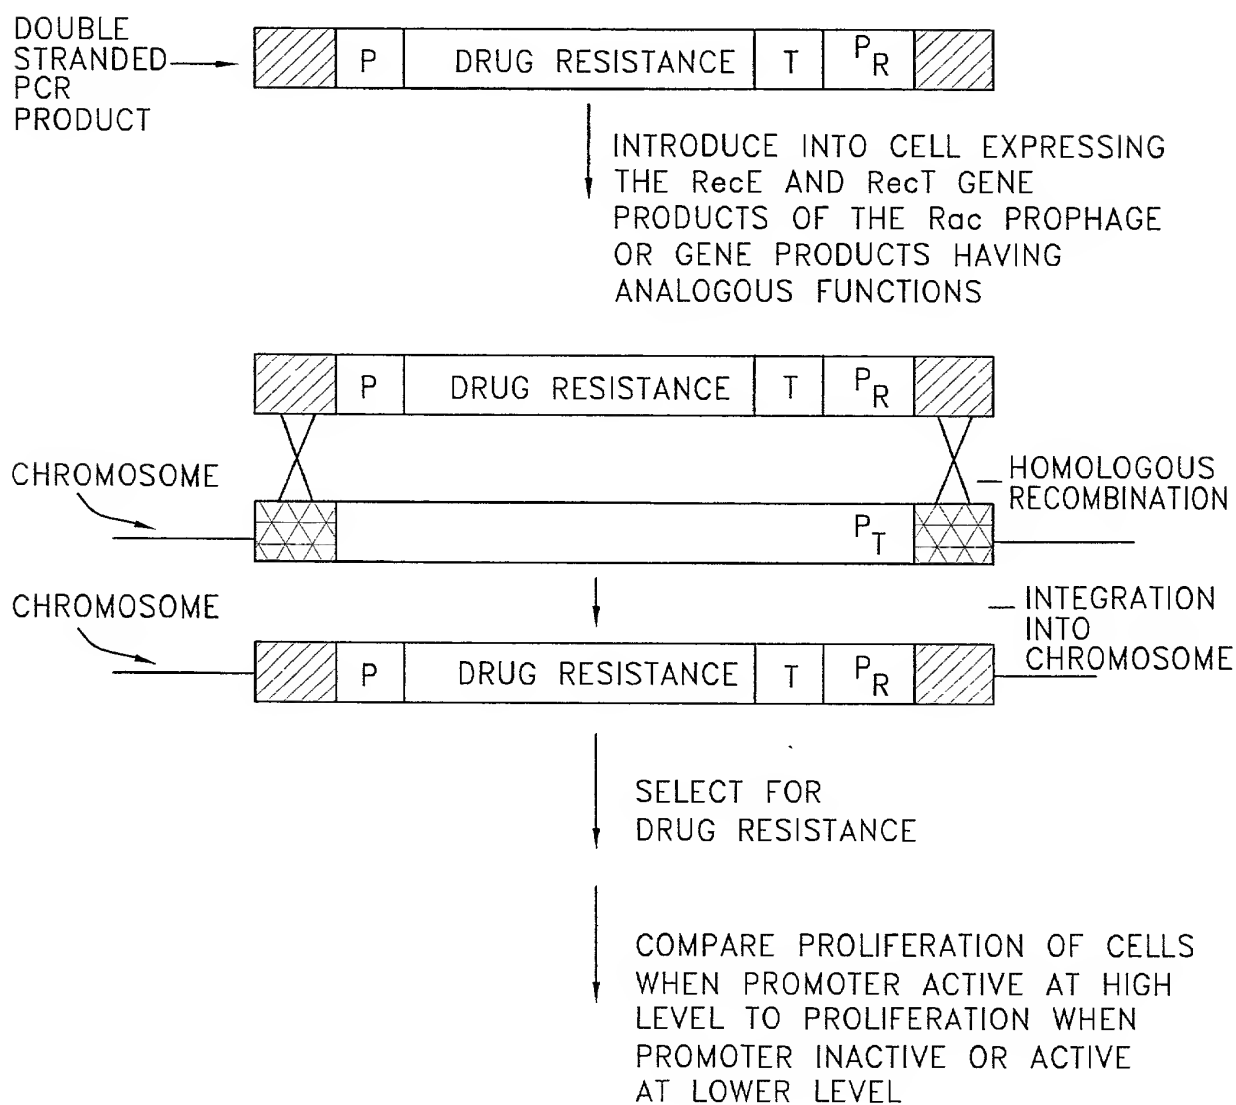 DOUBLE
STRANDED
PCR
PRODUCT
P DRUG RESISTANCE T PR
INTRODUCE INTO CELL EXPRESSING
THE RecE AND RecT GENE
PRODUCTS OF THE Rac PROPHAGE
OR GENE PRODUCTS HAVING
ANALOGOUS FUNCTIONS
P DRUG RESISTANCE T PR
CHROMOSOME
HOMOLOGOUS
RECOMBINATION
PT
CHROMOSOME
INTEGRATION
INTO
CHROMOSOME
P DRUG RESISTANCE T PR
SELECT FOR
DRUG RESISTANCE
COMPARE PROLIFERATION OF CELLS
WHEN PROMOTER ACTIVE AT HIGH
LEVEL TO PROLIFERATION WHEN
PROMOTER INACTIVE OR ACTIVE
AT LOWER LEVEL